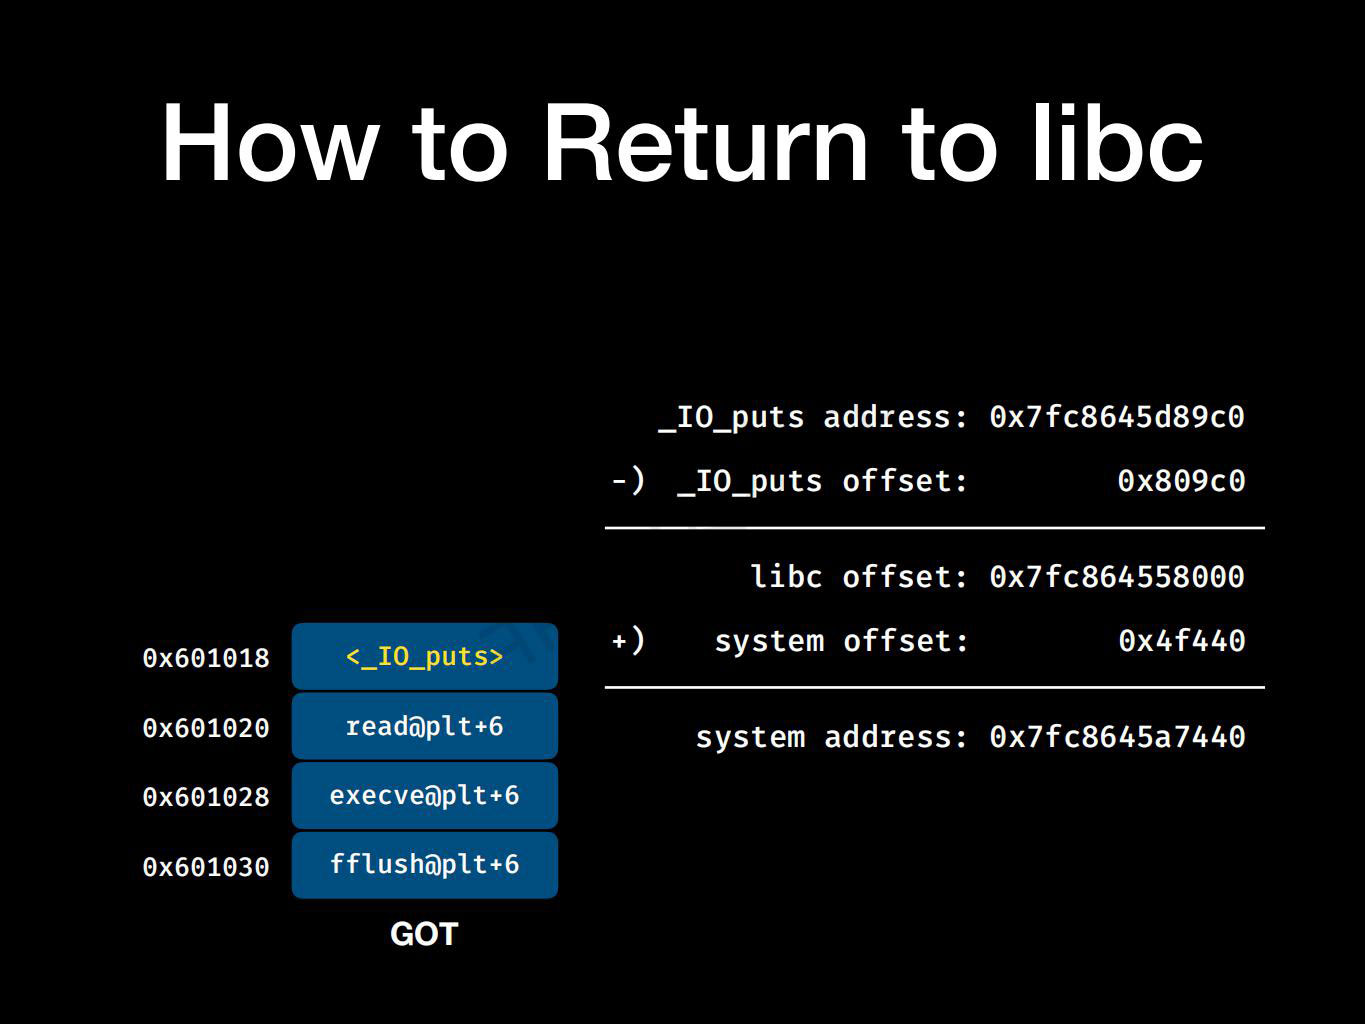 How to Return to libc
_IO_puts address: 0x7fc8645d89c0
-) _IO_puts offset: 0x809c0
libc offset: 0x7fc864558000
+) system offset: 0x4f440
system address: 0x7fc8645a7440
0x601018 <_IO_puts>
0x601020 read@plt+6
0x601028 execve@plt+6
0x601030 fflush@plt+6
GOT